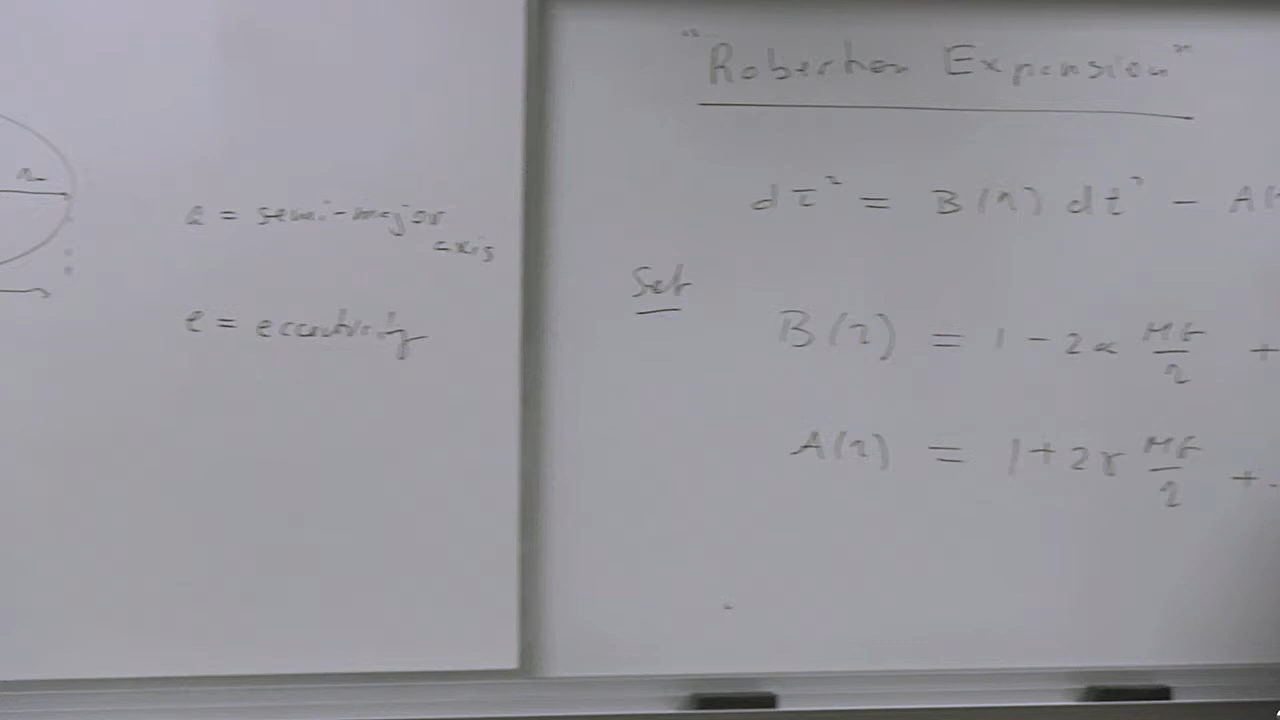 a = semi-major
axis
e = eccentricity
"Robertson Expansion"
dτ² = B(r) dt² - A(r
Set
B(r) = 1 - 2α MG/r +
A(r) = 1 + 2γ MG/r + .